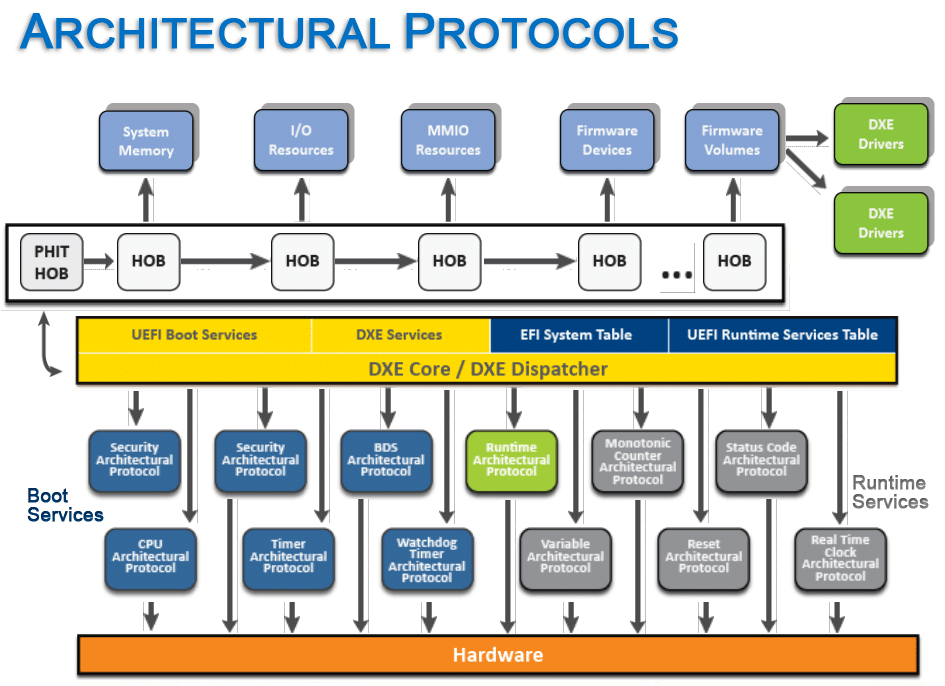 ARCHITECTURAL PROTOCOLS
System
Memory
I/O
Resources
MMIO
Resources
Firmware
Devices
Firmware
Volumes
DXE
Drivers
DXE
Drivers
PHIT
HOB
HOB
HOB
HOB
HOB
...
HOB
UEFI Boot Services
DXE Services
EFI System Table
UEFI Runtime Services Table
DXE Core / DXE Dispatcher
Security
Architectural
Protocol
Security
Architectural
Protocol
BDS
Architectural
Protocol
Runtime
Architectural
Protocol
Monotonic
Counter
Architectural
Protocol
Status Code
Architectural
Protocol
Boot
Services
Runtime
Services
CPU
Architectural
Protocol
Timer
Architectural
Protocol
Watchdog
Timer
Architectural
Protocol
Variable
Architectural
Protocol
Reset
Architectural
Protocol
Real Time
Clock
Architectural
Protocol
Hardware